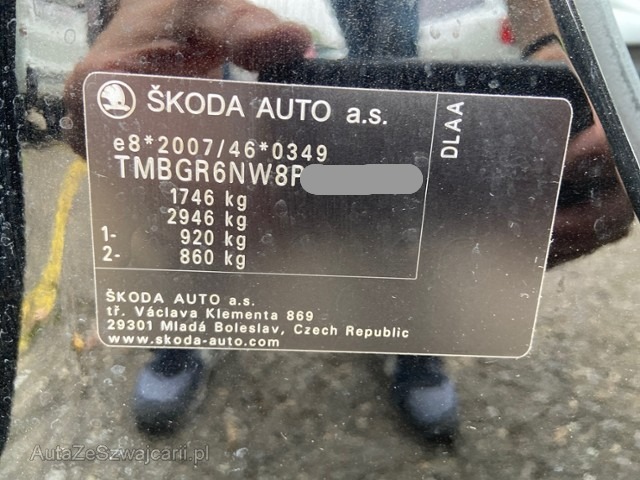 ŠKODA AUTO a.s.
DLAA
e8*2007/46*0349
TMBGR6NW8P
1746 kg
2946 kg
1- 920 kg
2- 860 kg
ŠKODA AUTO a.s.
tř. Václava Klementa 869
29301 Mladá Boleslav, Czech Republic
www.skoda-auto.com
AutaZeSzwajcarii.pl